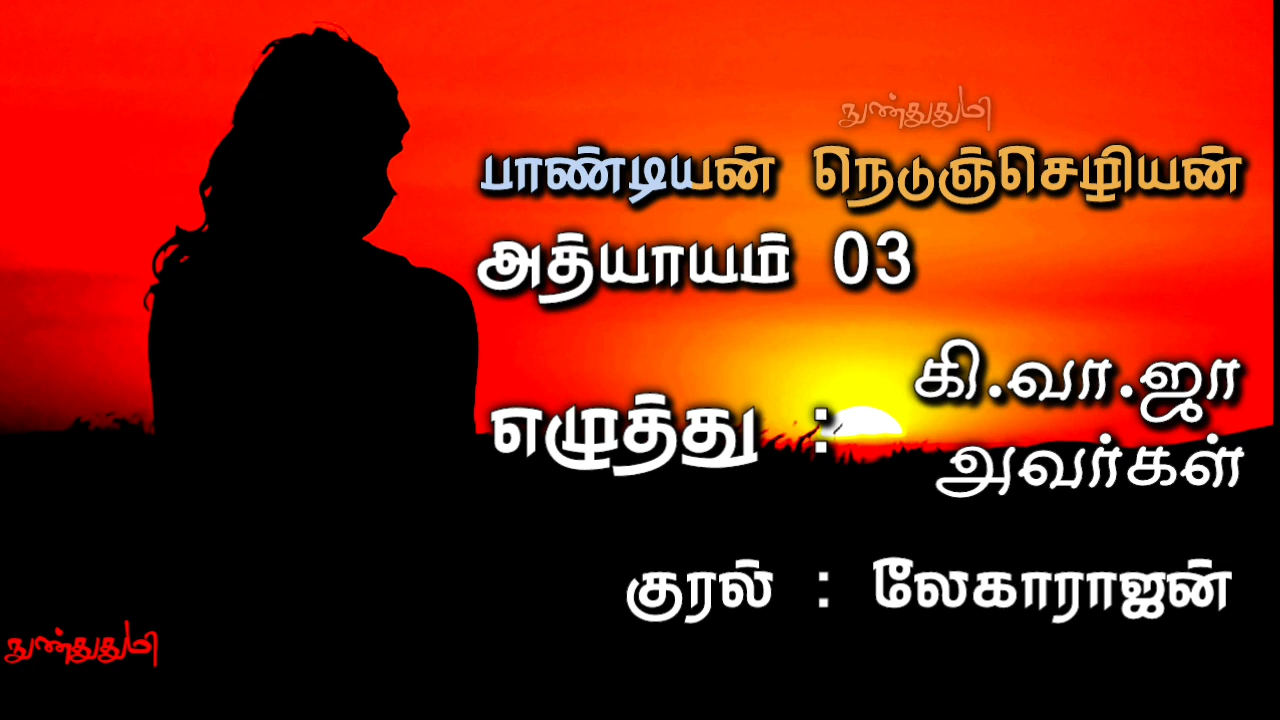 நுண்துதுமி
பாண்டியன் நெடுஞ்செழியன்
அத்யாயம் 03
எழுத்து : கி.வா.ஜா
அவர்கள்
குரல் : லேகாராஜன்
நுண்துதுமி